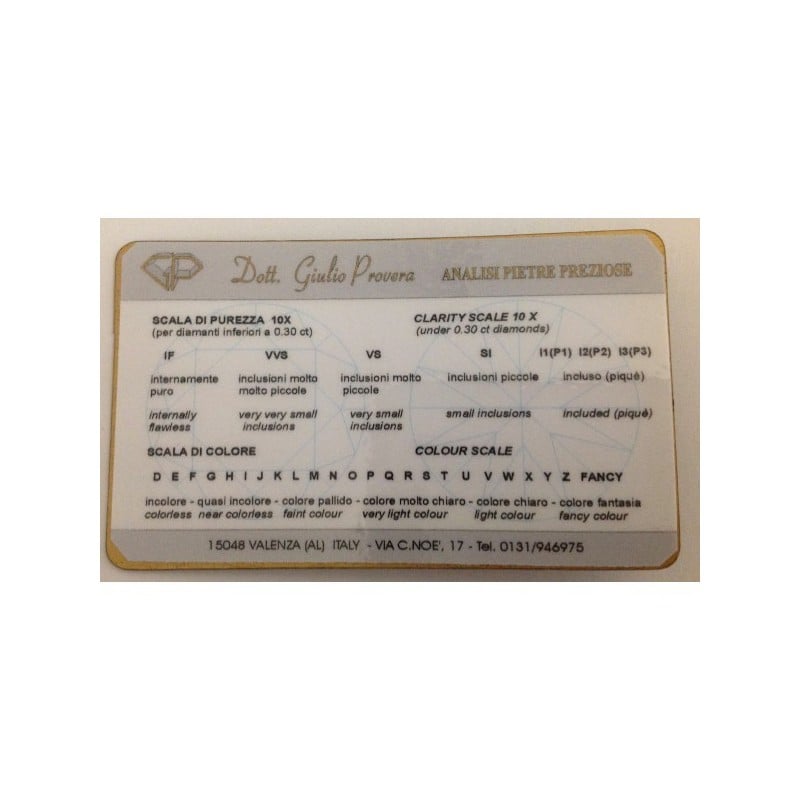 GP Dott. Giulio Provera ANALISI PIETRE PREZIOSE
SCALA DI PUREZZA 10X CLARITY SCALE 10 X
(per diamanti inferiori a 0.30 ct) (under 0.30 ct diamonds)
IF VVS VS SI I1(P1) I2(P2) I3(P3)
internamente inclusioni molto inclusioni molto inclusioni piccole incluso (piquè)
puro molto piccole piccole
internally very very small very small small inclusions included (piquè)
flawless inclusions inclusions
SCALA DI COLORE COLOUR SCALE
D E F G H I J K L M N O P Q R S T U V W X Y Z FANCY
incolore - quasi incolore - colore pallido - colore molto chiaro - colore chiaro - colore fantasia
colorless near colorless faint colour very light colour light colour fancy colour
15048 VALENZA (AL) ITALY - VIA C.NOE', 17 - Tel. 0131/946975